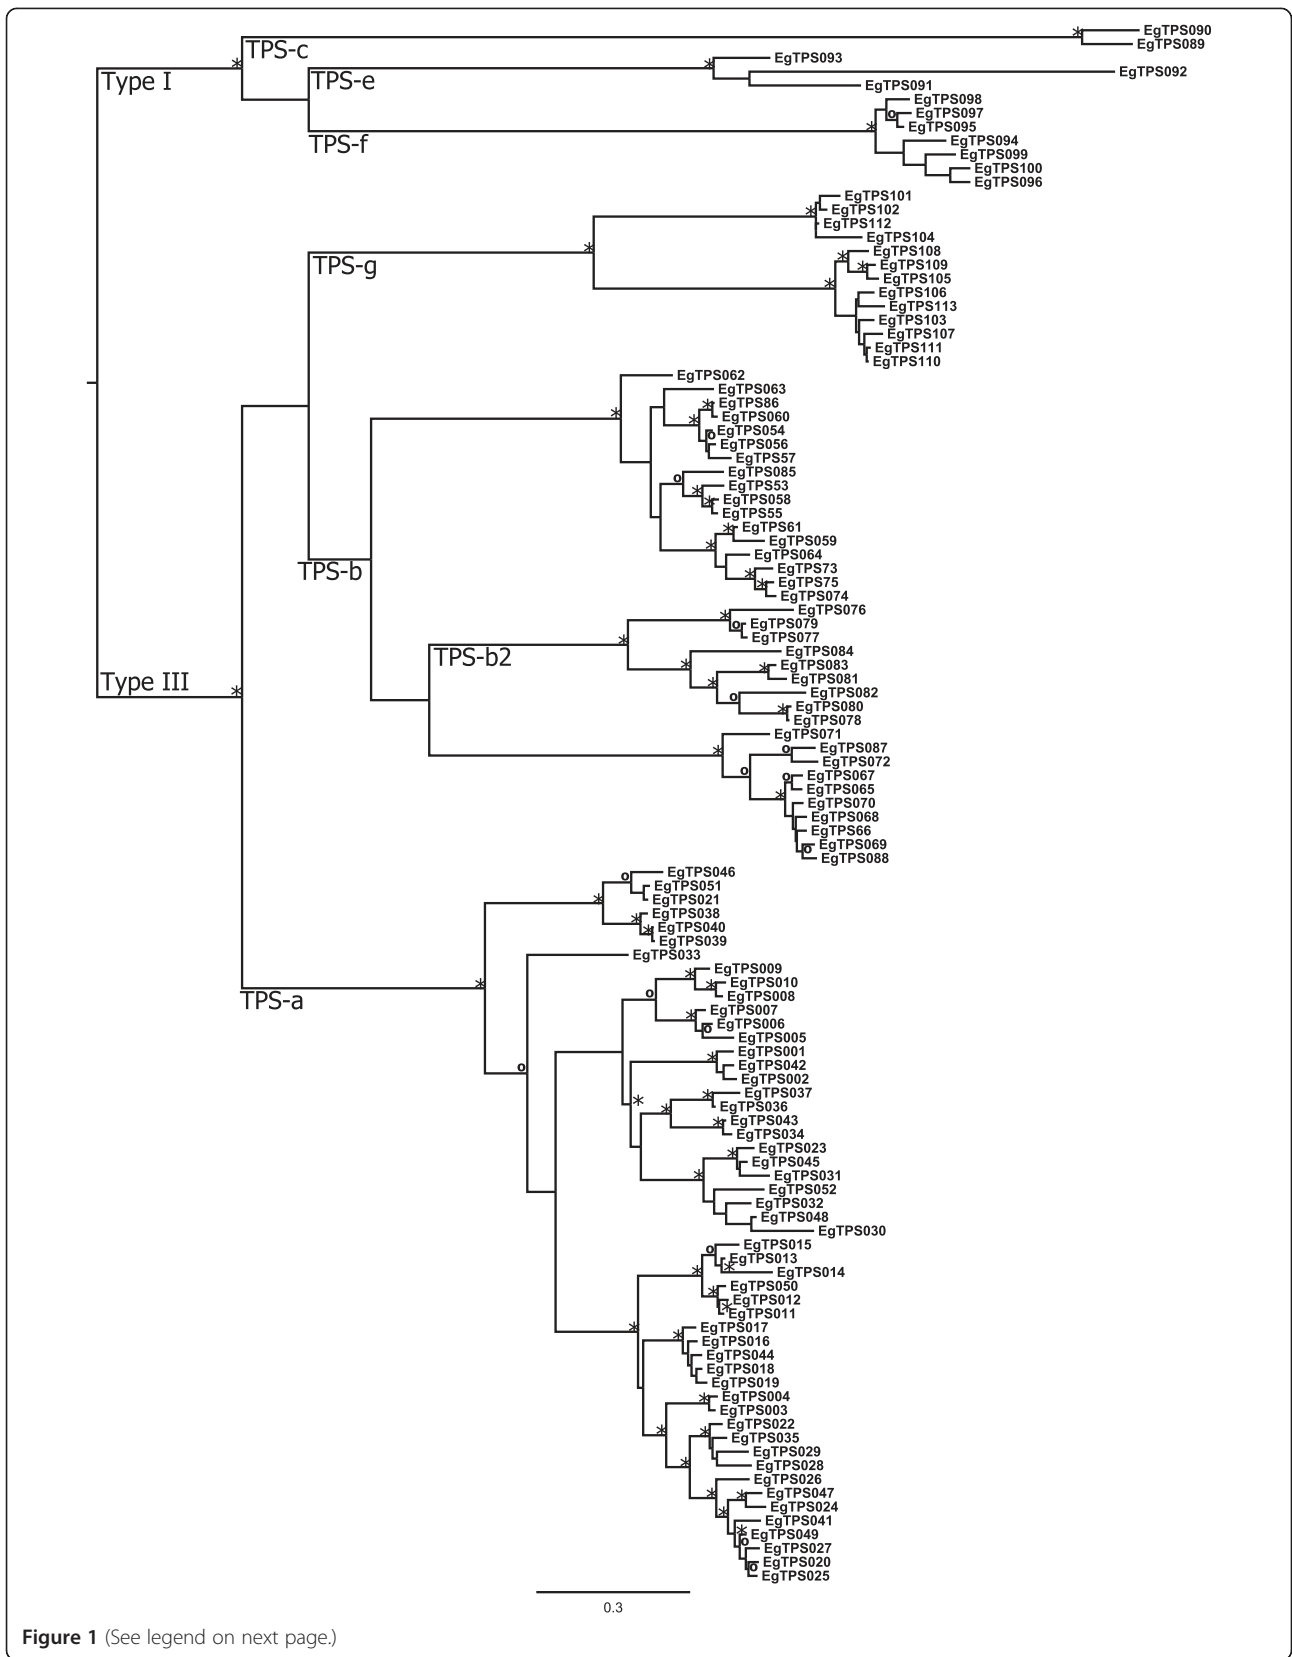 EgTPS090
TPS-c
EgTPS089
EgTPS093
Type I
TPS-e
EgTPS092
EgTPS091
EgTPS098
EgTPS097
EgTPS095
TPS-f
EgTPS094
EgTPS099
EgTPS100
EgTPS096
EgTPS101
EgTPS102
EgTPS112
EgTPS104
EgTPS108
TPS-g
EgTPS109
EgTPS105
EgTPS106
EgTPS113
EgTPS103
EgTPS107
EgTPS111
EgTPS110
EgTPS062
EgTPS063
EgTPS86
EgTPS060
EgTPS054
EgTPS056
EgTPS57
EgTPS085
EgTPS53
EgTPS058
EgTPS55
EgTPS61
EgTPS059
EgTPS064
TPS-b
EgTPS73
EgTPS75
EgTPS074
EgTPS076
EgTPS079
EgTPS077
EgTPS084
TPS-b2
EgTPS083
EgTPS081
Type III
EgTPS082
EgTPS080
EgTPS078
EgTPS071
EgTPS087
EgTPS072
EgTPS067
EgTPS065
EgTPS070
EgTPS068
EgTPS66
EgTPS069
EgTPS088
EgTPS046
EgTPS051
EgTPS021
EgTPS038
EgTPS040
EgTPS039
EgTPS033
EgTPS009
EgTPS010
EgTPS008
TPS-a
EgTPS007
EgTPS006
EgTPS005
EgTPS001
EgTPS042
EgTPS002
EgTPS037
EgTPS036
EgTPS043
EgTPS034
EgTPS023
EgTPS045
EgTPS031
EgTPS052
EgTPS032
EgTPS048
EgTPS030
EgTPS015
EgTPS013
EgTPS014
EgTPS050
EgTPS012
EgTPS011
EgTPS017
EgTPS016
EgTPS044
EgTPS018
EgTPS019
EgTPS004
EgTPS003
EgTPS022
EgTPS035
EgTPS029
EgTPS028
EgTPS026
EgTPS047
EgTPS024
EgTPS041
EgTPS049
EgTPS027
EgTPS020
EgTPS025
0.3
Figure 1 (See legend on next page.)